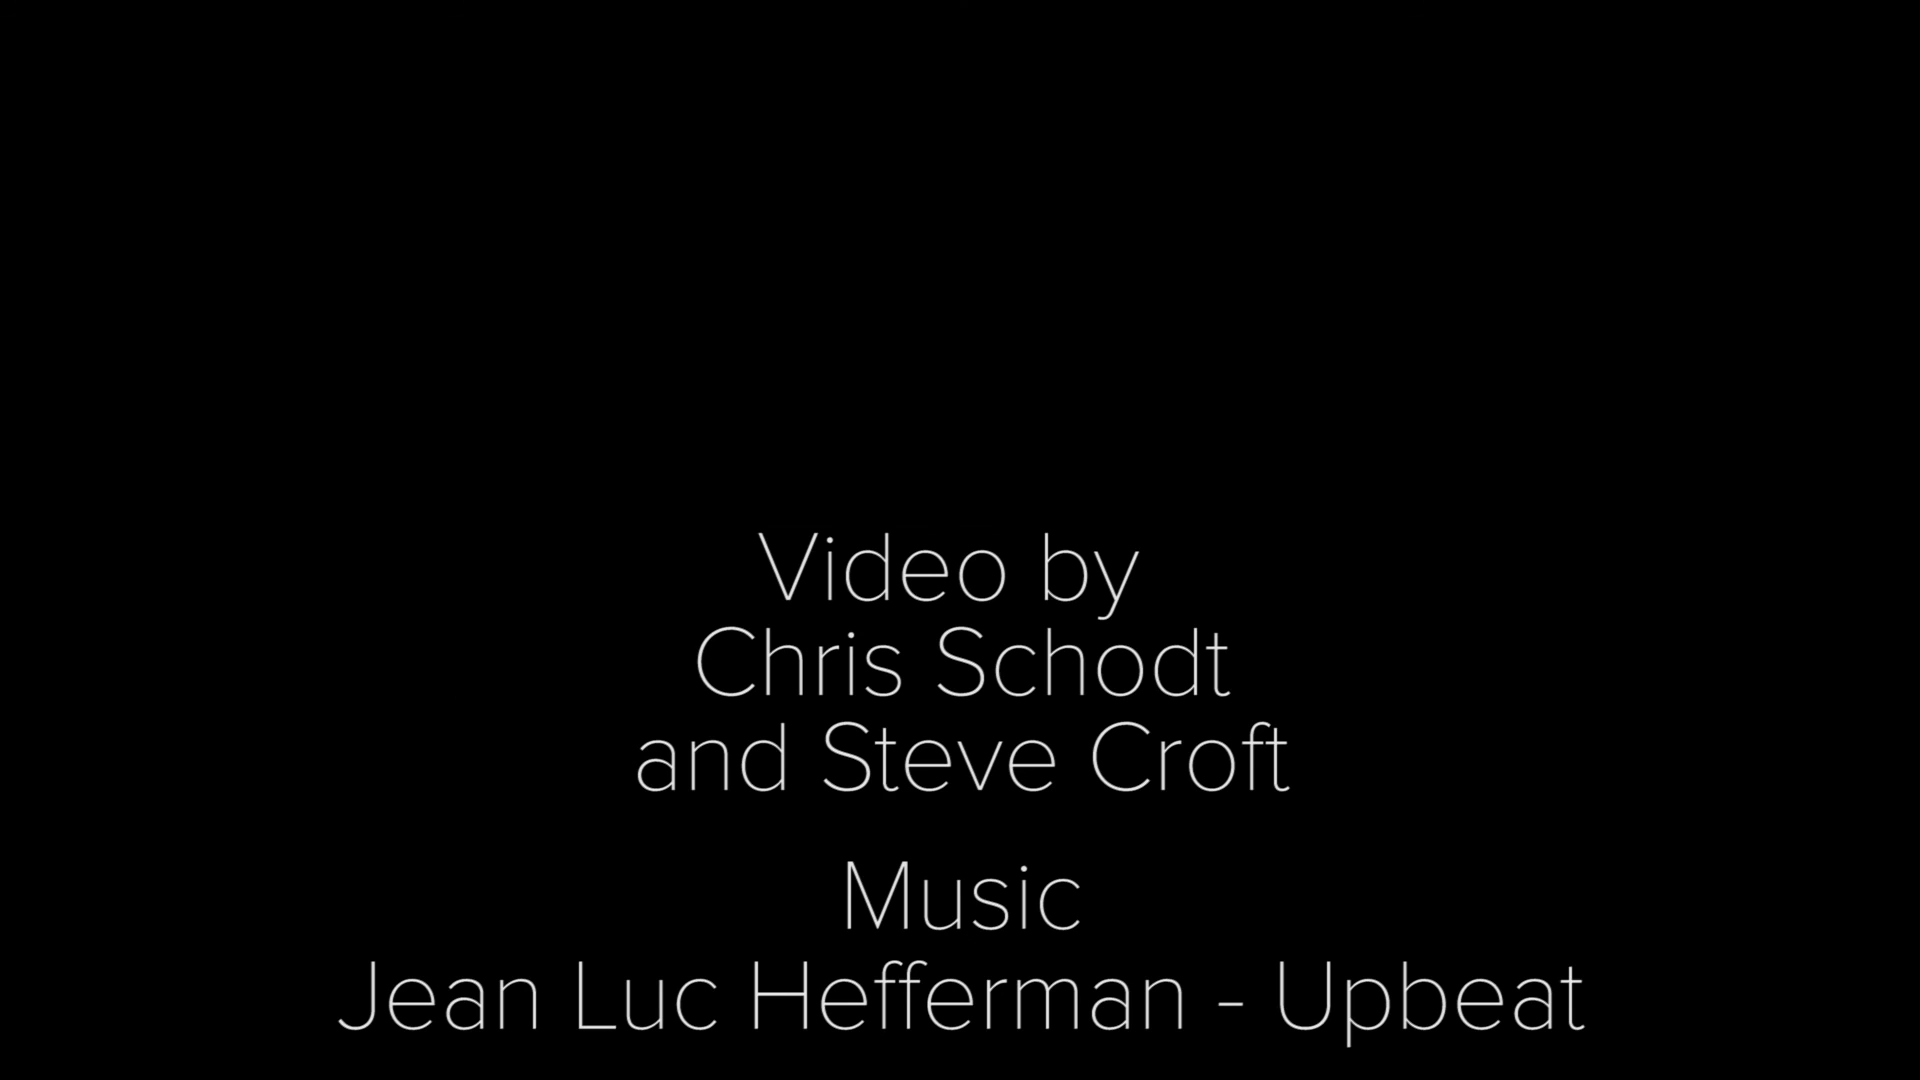 Video by
Chris Schodt
and Steve Croft
Music
Jean Luc Hefferman - Upbeat